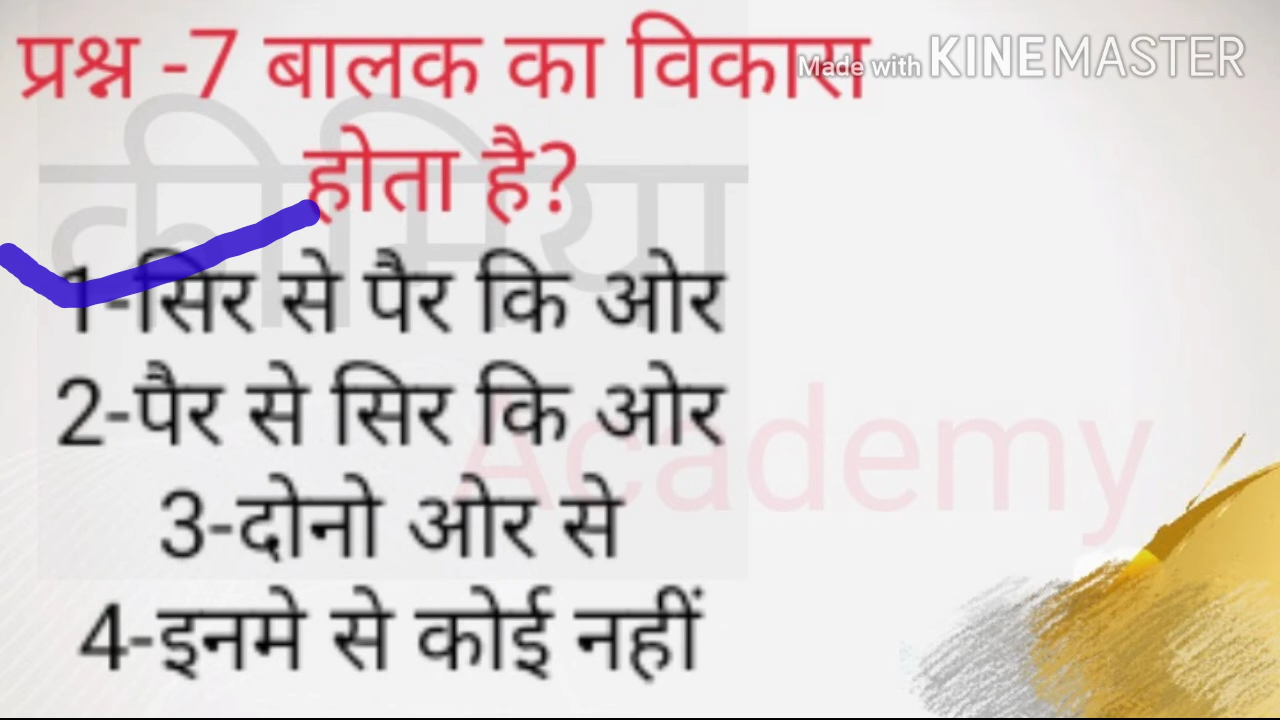 प्रश्न -7 बालक का विकास
Made with KINEMASTER
होता है?
कीमिया
1-सिर से पैर कि ओर
2-पैर से सिर कि ओर
Academy
3-दोनो ओर से
4-इनमे से कोई नहीं